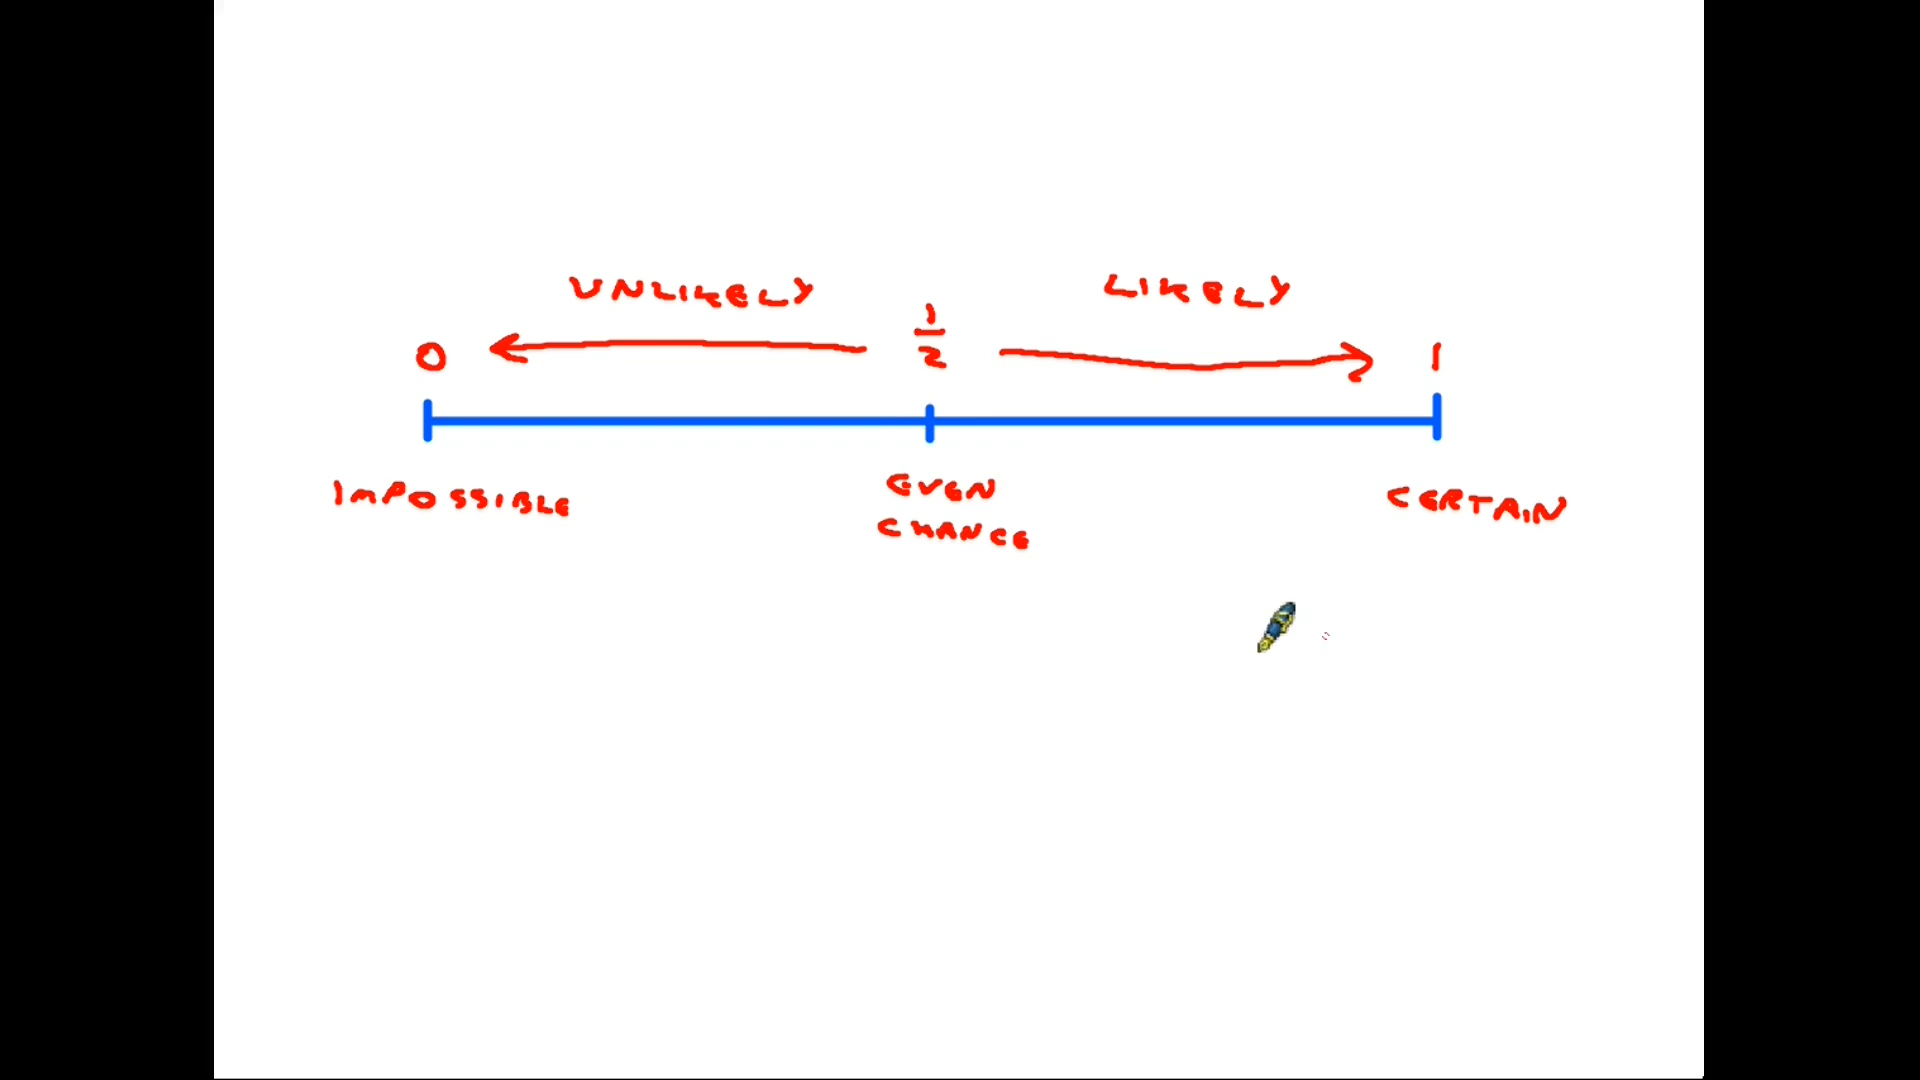 UNLIKELY
LIKELY
0
1
2
1
IMPOSSIBLE
EVEN
CHANCE
CERTAIN